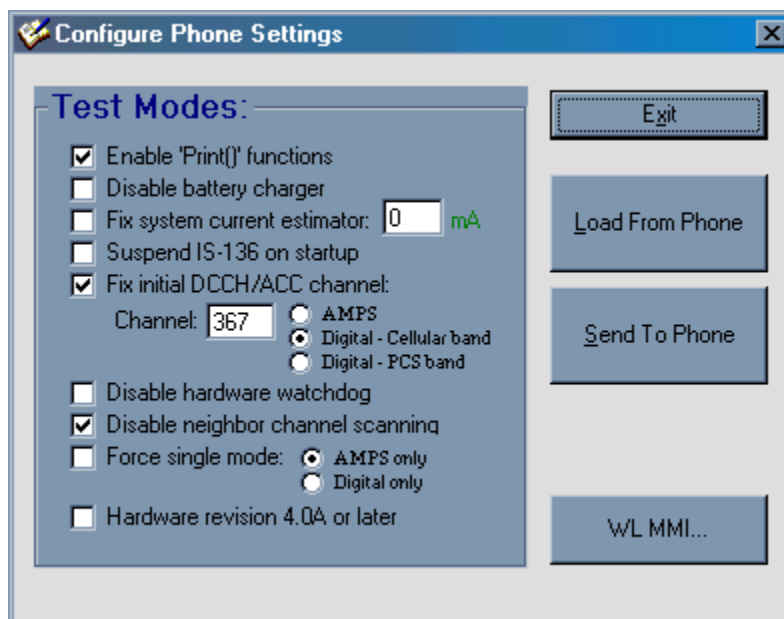 Configure Phone Settings
Test Modes:
Enable 'Print()' functions
Disable battery charger
Fix system current estimator: 0 mA
Suspend IS-136 on startup
Fix initial DCCH/ACC channel:
Channel: 367
AMPS
Digital - Cellular band
Digital - PCS band
Disable hardware watchdog
Disable neighbor channel scanning
Force single mode: AMPS only
Digital only
Hardware revision 4.0A or later
Exit
Load From Phone
Send To Phone
WL MMI...